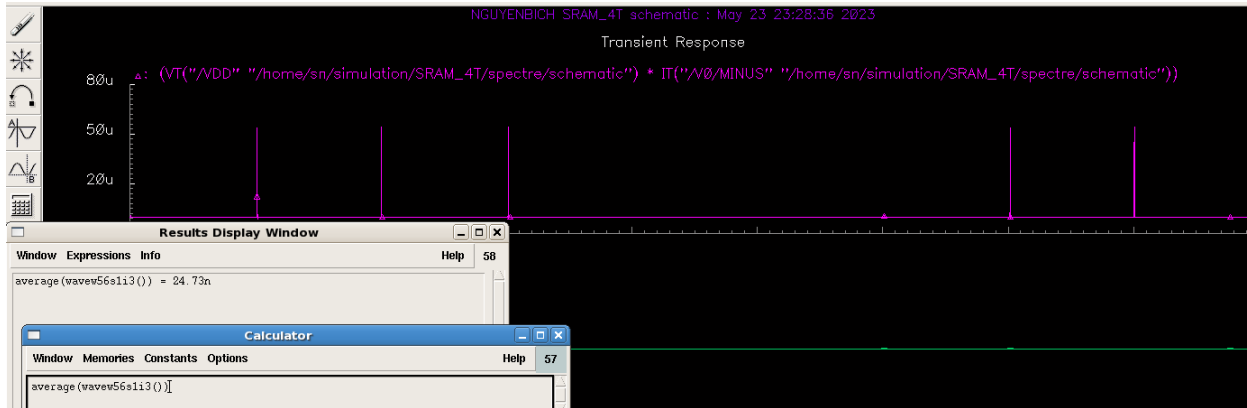 NGUYENBICH SRAM_4T schematic : May 23 23:28:36 2023
Transient Response
△: (VT("/VDD" "/home/sn/simulation/SRAM_4T/spectre/schematic") * IT("/V0/MINUS" "/home/sn/simulation/SRAM_4T/spectre/schematic"))
80u
50u
20u
A
B
Results Display Window
Window Expressions Info Help 58
average(wavew56s1i3()) = 24.73n
Calculator
Window Memories Constants Options Help 57
average(wavew56s1i3())